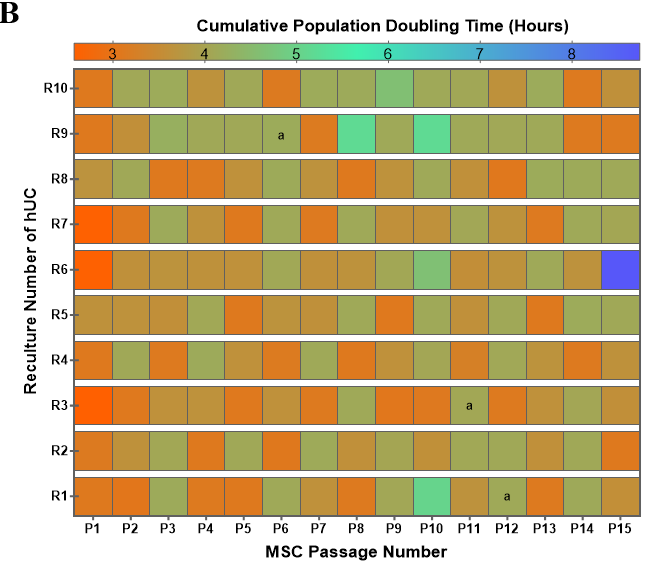 B
Cumulative Population Doubling Time (Hours)
3 4 5 6 7 8
R10
R9 a
R8
R7
R6
R5
R4
R3 a
R2
R1 a
Reculture Number of hUC
P1 P2 P3 P4 P5 P6 P7 P8 P9 P10 P11 P12 P13 P14 P15
MSC Passage Number